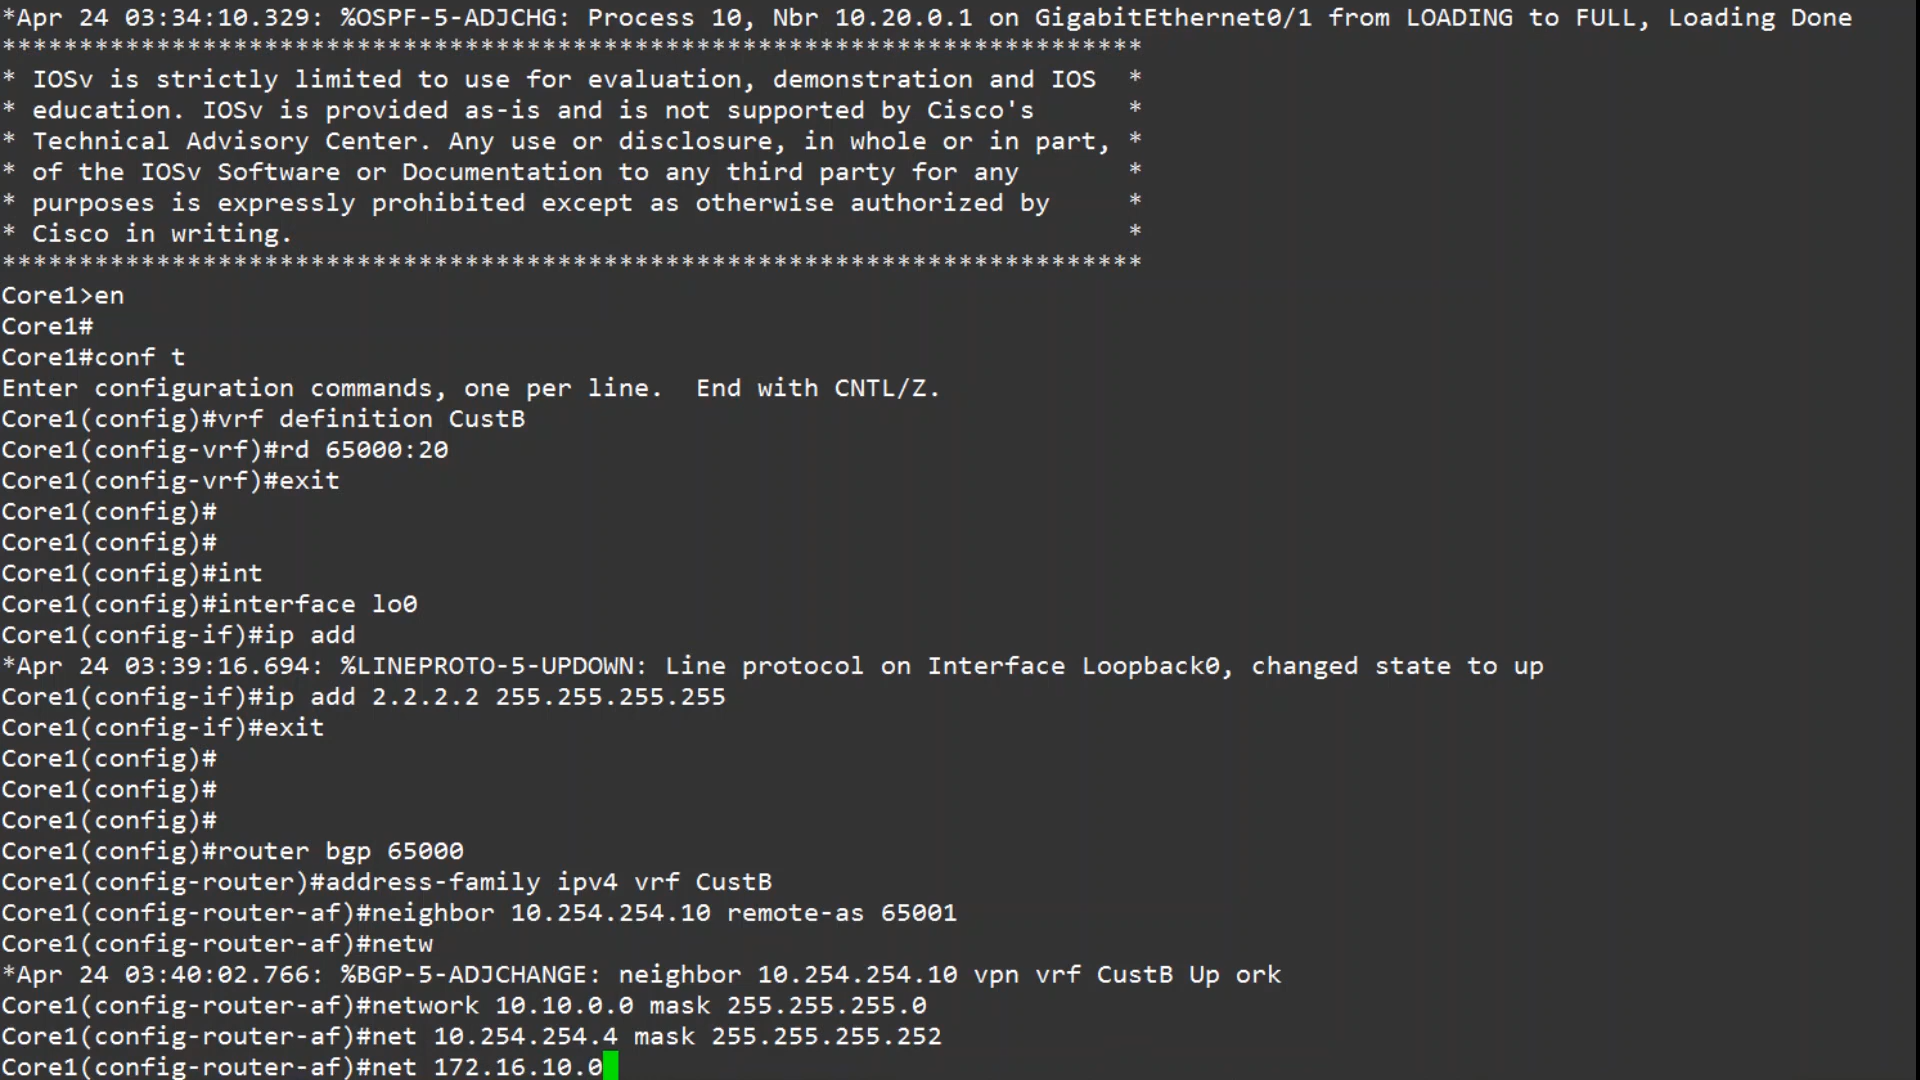 *Apr 24 03:34:10.329: %OSPF-5-ADJCHG: Process 10, Nbr 10.20.0.1 on GigabitEthernet0/1 from LOADING to FULL, Loading Done
**************************************************************************
* IOSv is strictly limited to use for evaluation, demonstration and IOS  *
* education. IOSv is provided as-is and is not supported by Cisco's      *
* Technical Advisory Center. Any use or disclosure, in whole or in part, *
* of the IOSv Software or Documentation to any third party for any       *
* purposes is expressly prohibited except as otherwise authorized by     *
* Cisco in writing.                                                      *
**************************************************************************
Core1>en
Core1#
Core1#conf t
Enter configuration commands, one per line.  End with CNTL/Z.
Core1(config)#vrf definition CustB
Core1(config-vrf)#rd 65000:20
Core1(config-vrf)#exit
Core1(config)#
Core1(config)#
Core1(config)#int
Core1(config)#interface lo0
Core1(config-if)#ip add
*Apr 24 03:39:16.694: %LINEPROTO-5-UPDOWN: Line protocol on Interface Loopback0, changed state to up
Core1(config-if)#ip add 2.2.2.2 255.255.255.255
Core1(config-if)#exit
Core1(config)#
Core1(config)#
Core1(config)#
Core1(config)#router bgp 65000
Core1(config-router)#address-family ipv4 vrf CustB
Core1(config-router-af)#neighbor 10.254.254.10 remote-as 65001
Core1(config-router-af)#netw
*Apr 24 03:40:02.766: %BGP-5-ADJCHANGE: neighbor 10.254.254.10 vpn vrf CustB Up ork
Core1(config-router-af)#network 10.10.0.0 mask 255.255.255.0
Core1(config-router-af)#net 10.254.254.4 mask 255.255.255.252
Core1(config-router-af)#net 172.16.10.0